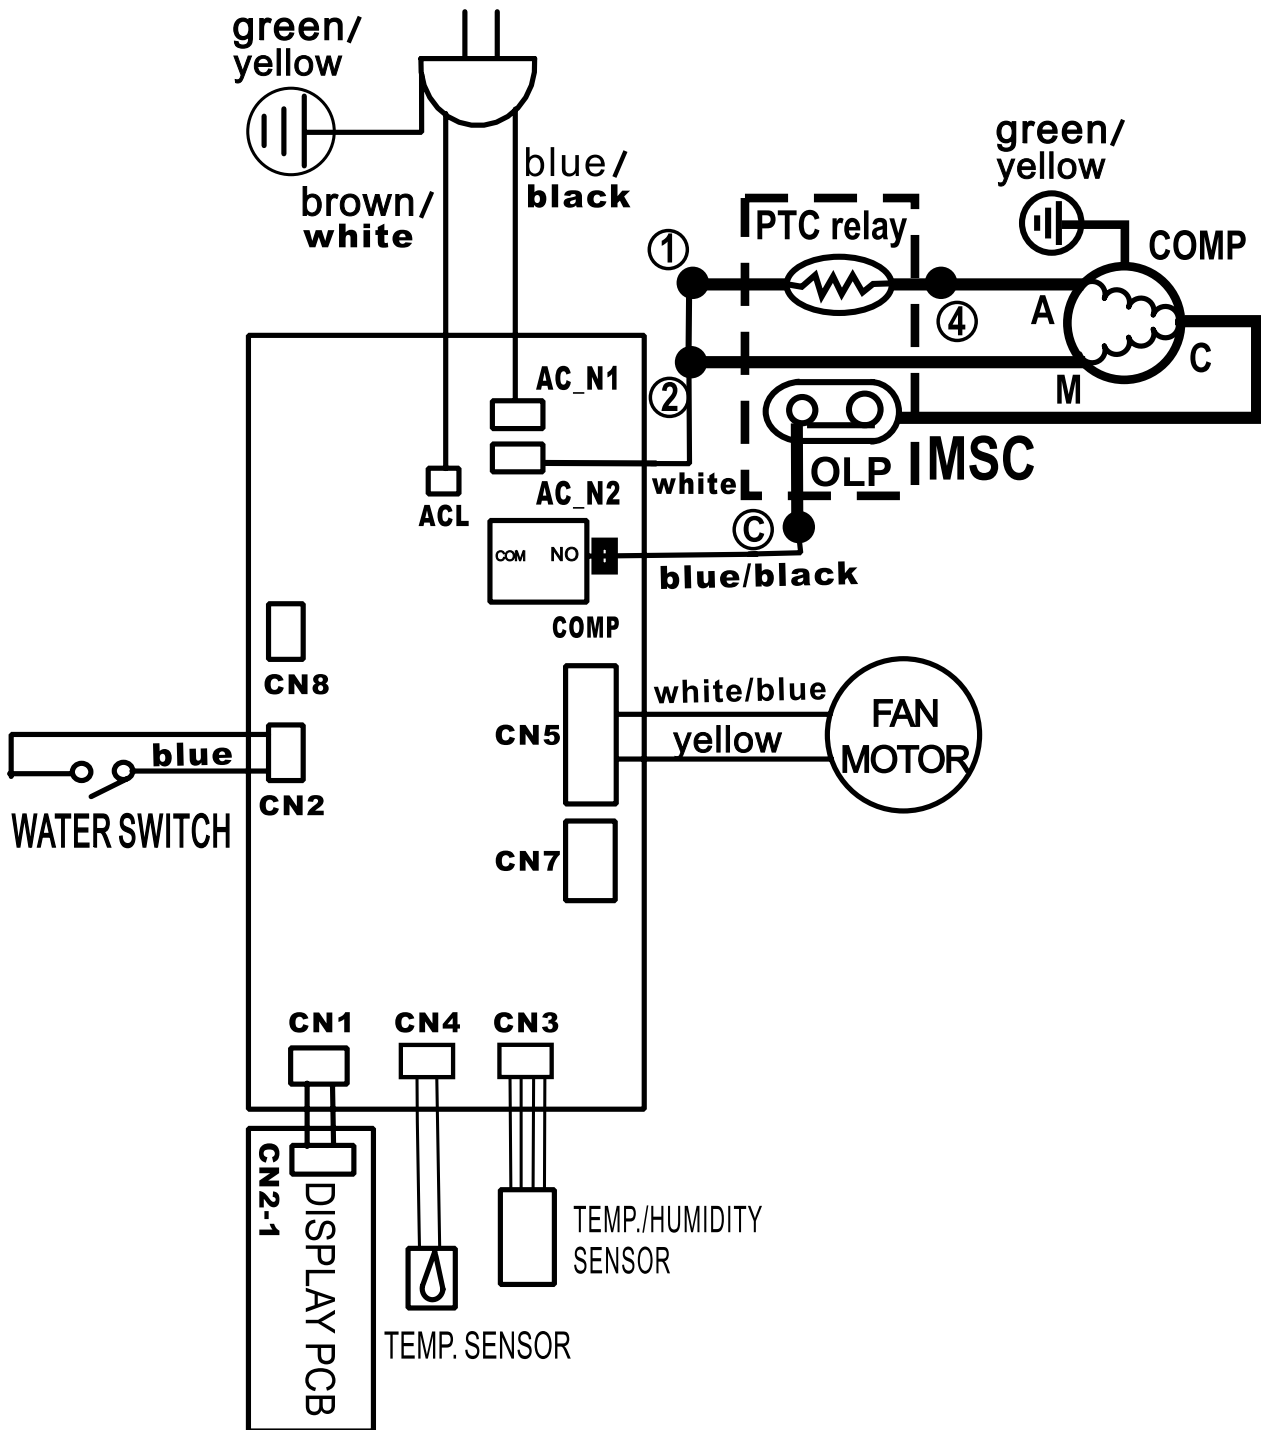 green/
yellow
brown/
white
blue/
black
green/
yellow
PTC relay
1
COMP
A
4
C
2
M
AC_N1
OLP
MSC
white
AC_N2
ACL
C
COM
NO
blue/black
COMP
CN8
white/blue
FAN
MOTOR
CN5
yellow
blue
CN2
WATER SWITCH
CN7
CN1
CN4
CN3
CN2-1
DISPLAY PCB
TEMP./HUMIDITY
SENSOR
TEMP. SENSOR